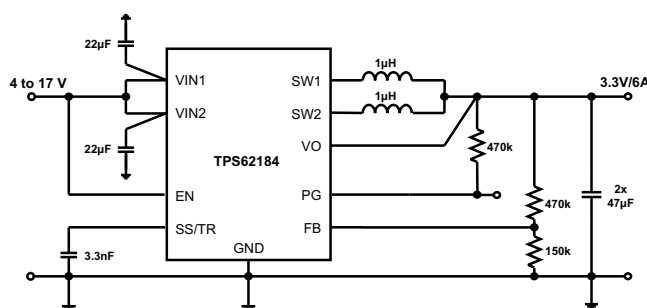 22µF
4 to 17 V
22µF
3.3nF
VIN1
VIN2
EN
SS/TR
TPS62184
GND
SW1
SW2
VO
PG
FB
1µH
1µH
470k
470k
150k
3.3V/6A
2x
47µF